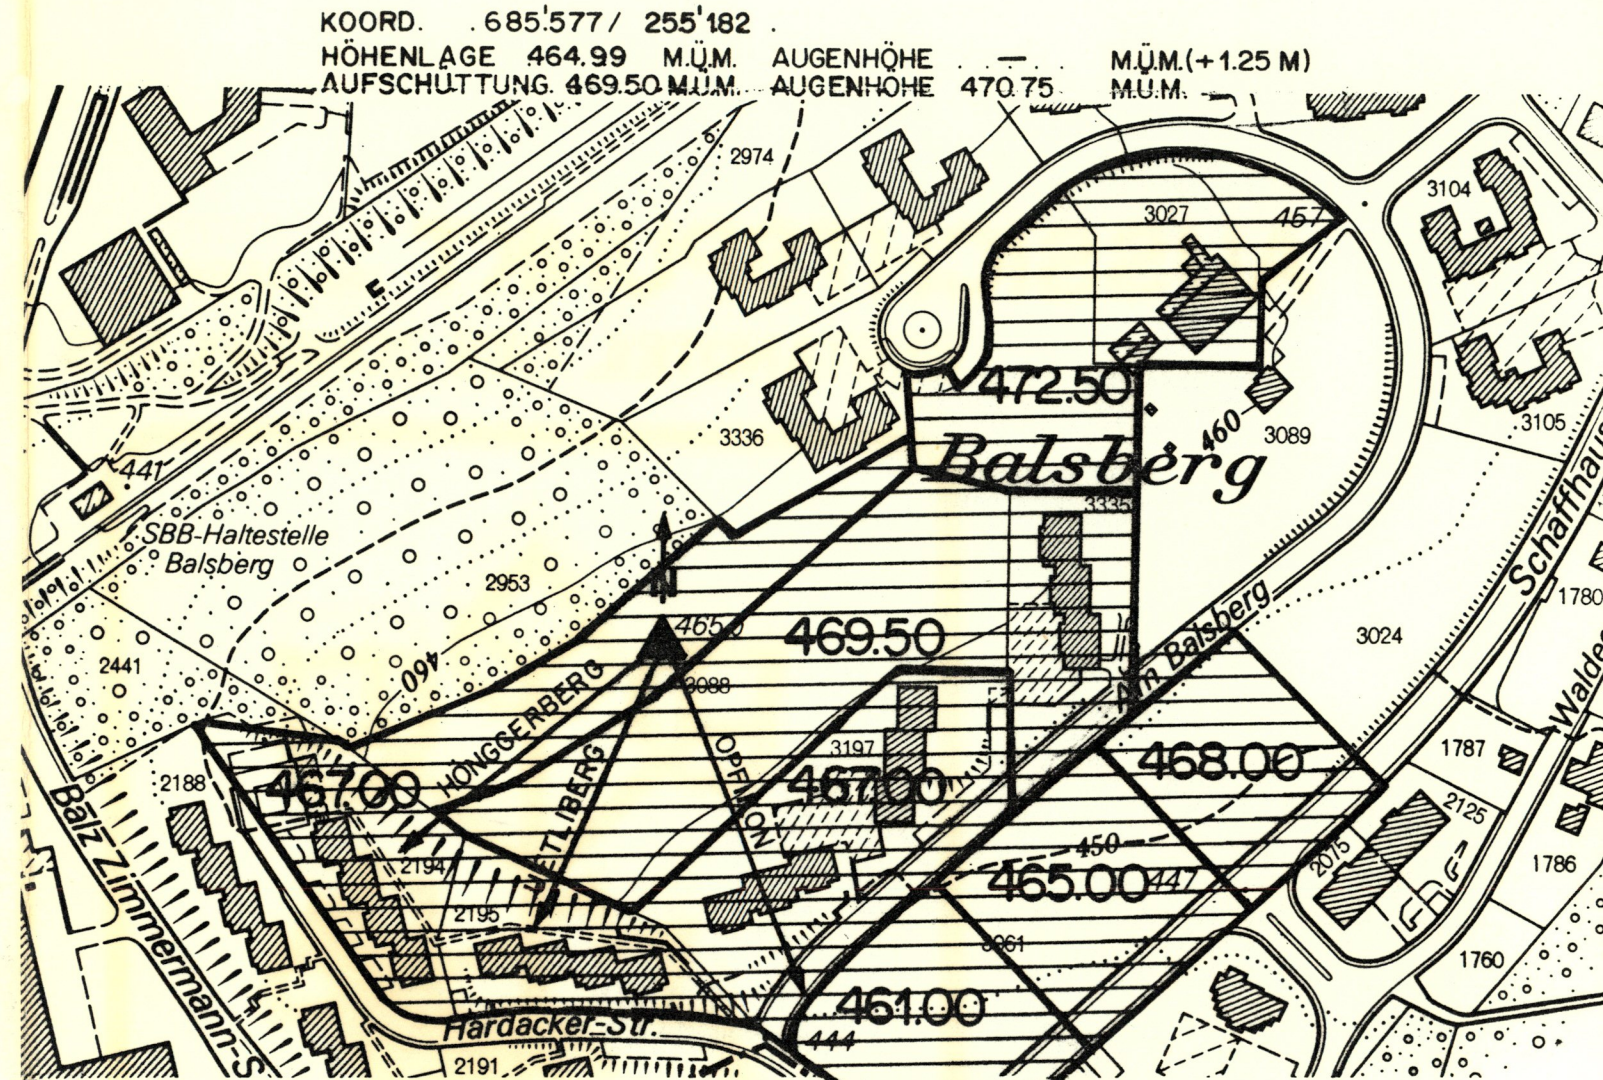 KOORD. .685'577/ 255'182 .
HÖHENLAGE 464.99 M.Ü.M. AUGENHÖHE . . — . . M.Ü.M.(+1.25 M)
AUFSCHÜTTUNG. 469.50 M.Ü.M. AUGENHÖHE 470.75 M.Ü.M.
2974
3027
457
3104
E
472.50
3336
460
3089
3105
441
Balsberg
SBB-Haltestelle
Balsberg
3335
Schaffhaus
2953
N
1780
465.
469.50
Am Balsberg
3024
2441
460
3088
HÖNGGERBERG
Walde
UETLIBERG
OPFIKON
3197
1787
2188
467.00
467.00
468.00
2125
Balz Zimmermann-S
450
2075
1786
2194
465.00
447
2195
3061
1760
461.00
Hardacker-Str.
444
2191